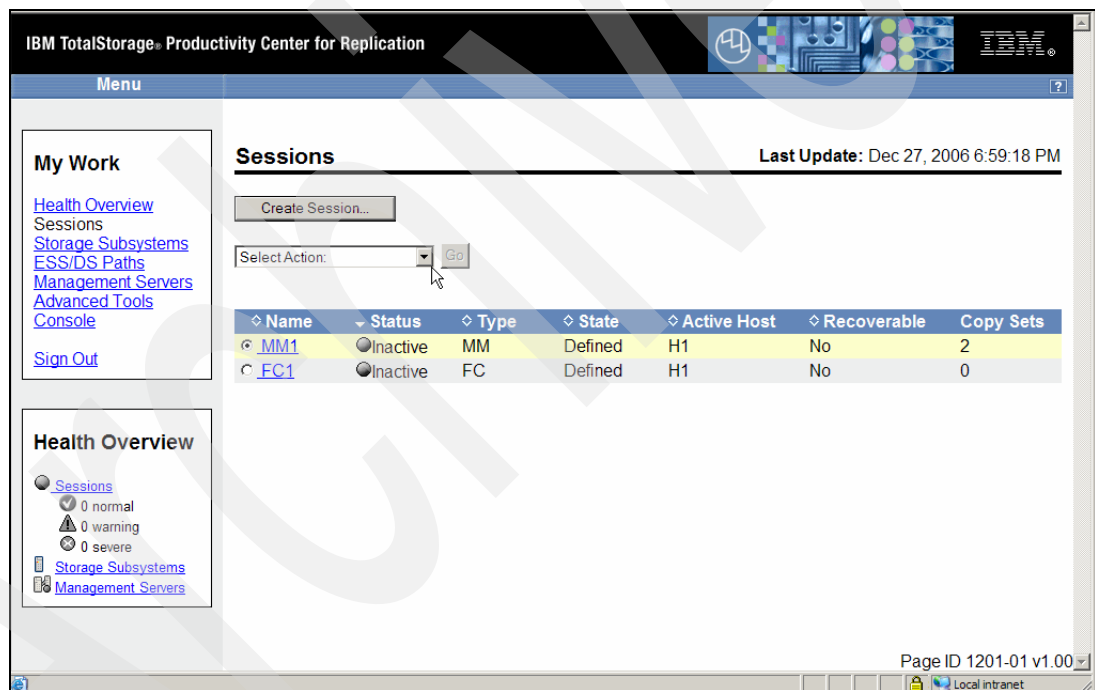 IBM TotalStorage® Productivity Center for Replication
IBM®
Menu
?
My Work
Health Overview
Sessions
Storage Subsystems
ESS/DS Paths
Management Servers
Advanced Tools
Console
Sign Out
Health Overview
Sessions
0 normal
0 warning
0 severe
Storage Subsystems
Management Servers
Sessions Last Update: Dec 27, 2006 6:59:18 PM
Create Session...
Select Action: Go
Name Status Type State Active Host Recoverable Copy Sets
MM1 Inactive MM Defined H1 No 2
FC1 Inactive FC Defined H1 No 0
Page ID 1201-01 v1.00
Local intranet